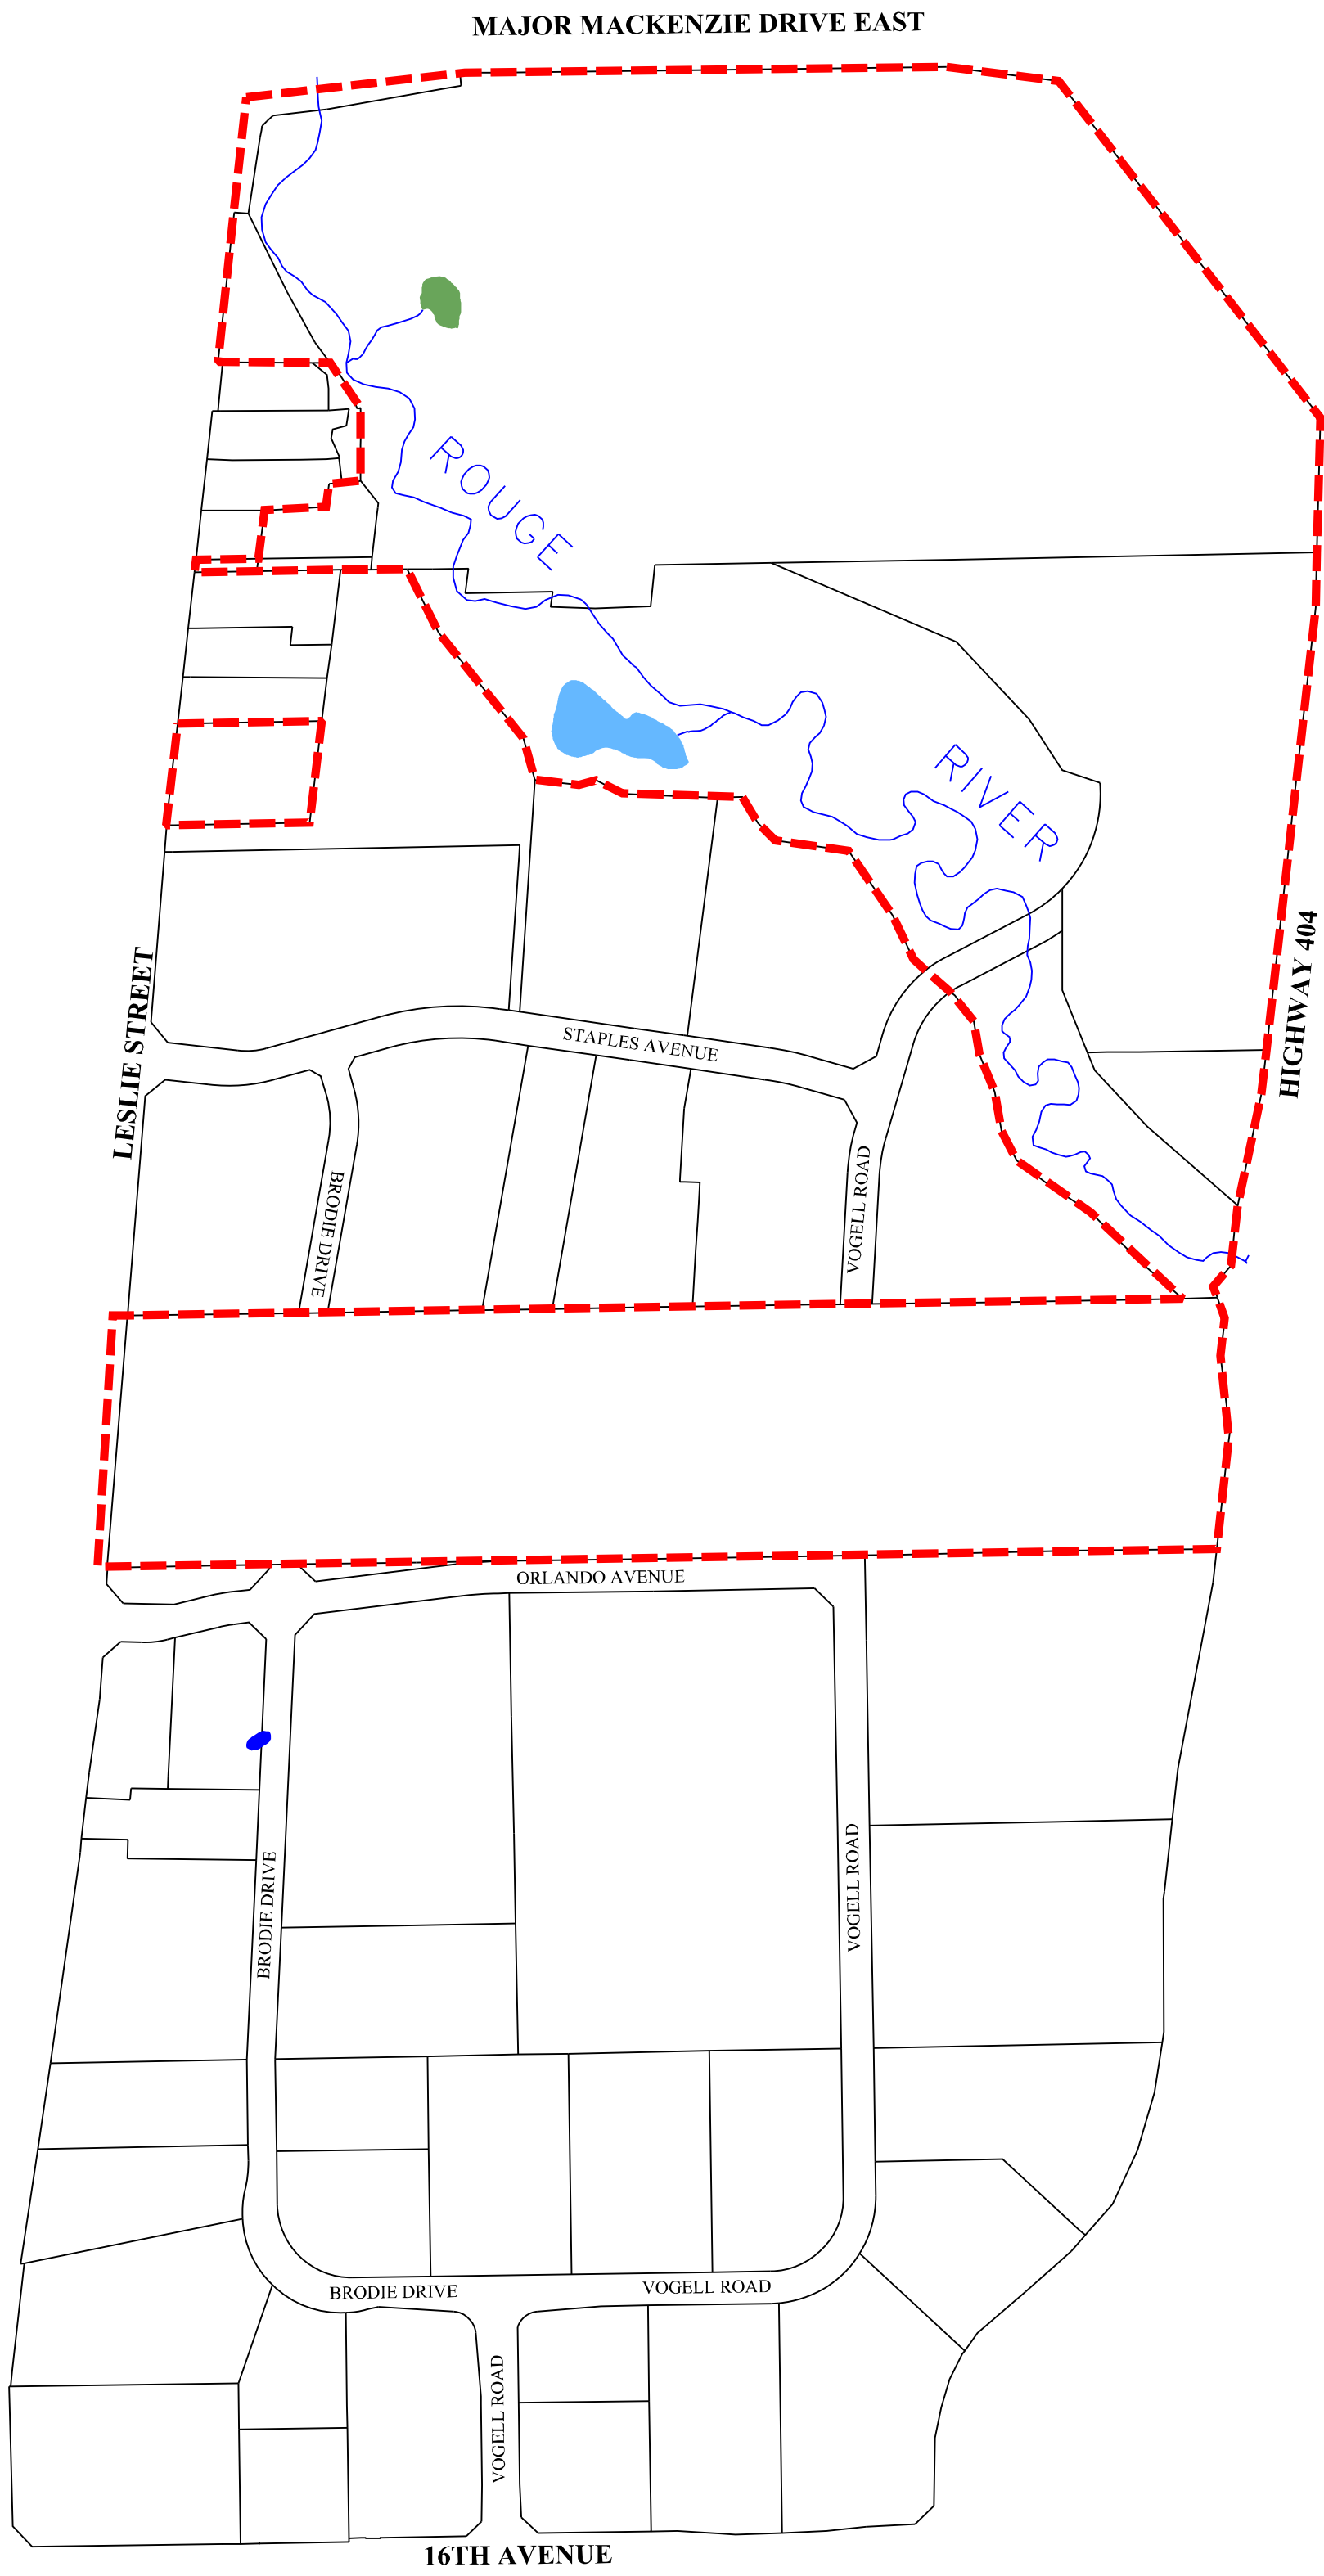 MAJOR MACKENZIE DRIVE EAST
ROUGE
RIVER
HIGHWAY 404
LESLIE STREET
STAPLES AVENUE
BRODIE DRIVE
VOGELL ROAD
ORLANDO AVENUE
BRODIE DRIVE
VOGELL ROAD
BRODIE DRIVE
VOGELL ROAD
VOGELL ROAD
16TH AVENUE